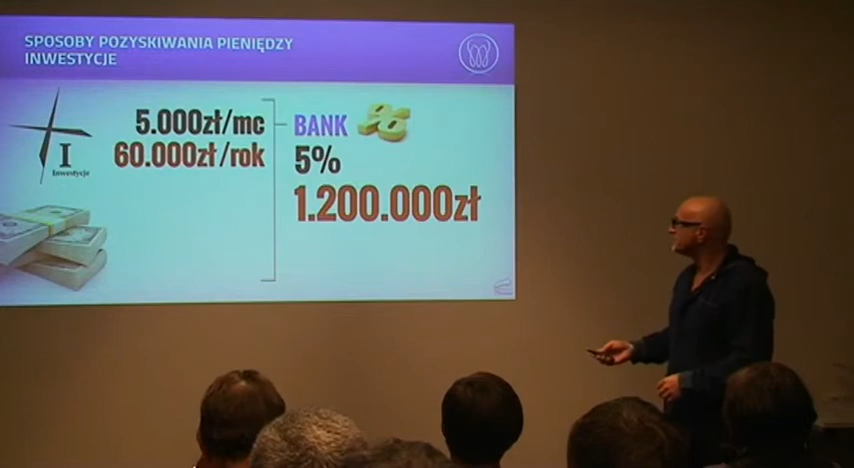 SPOSOBY POZYSKIWANIA PIENIĘDZY
INWESTYCJE
I
Inwestycje
5.000zł/mc
60.000zł/rok
BANK %
5%
1.200.000zł